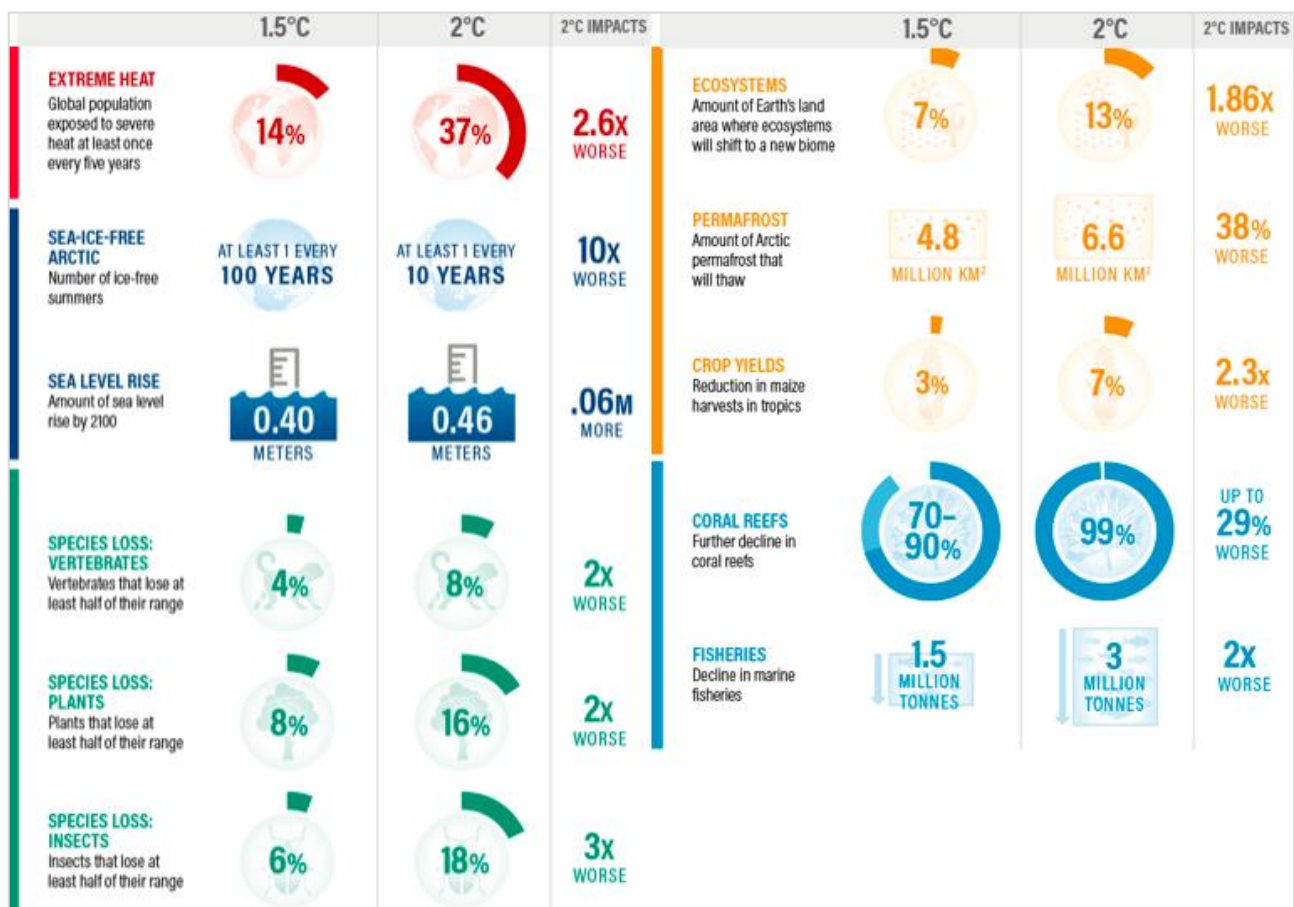 1.5°C 2°C 2°C IMPACTS
EXTREME HEAT
Global population
exposed to severe
heat at least once
every five years
14%
37%
2.6x
WORSE
SEA-ICE-FREE
ARCTIC
Number of ice-free
summers
AT LEAST 1 EVERY
100 YEARS
AT LEAST 1 EVERY
10 YEARS
10x
WORSE
SEA LEVEL RISE
Amount of sea level
rise by 2100
0.40
METERS
0.46
METERS
.06M
MORE
SPECIES LOSS:
VERTEBRATES
Vertebrates that lose at
least half of their range
4%
8%
2x
WORSE
SPECIES LOSS:
PLANTS
Plants that lose at
least half of their range
8%
16%
2x
WORSE
SPECIES LOSS:
INSECTS
Insects that lose at
least half of their range
6%
18%
3x
WORSE
1.5°C 2°C 2°C IMPACTS
ECOSYSTEMS
Amount of Earth's land
area where ecosystems
will shift to a new biome
7%
13%
1.86x
WORSE
PERMAFROST
Amount of Arctic
permafrost that
will thaw
4.8
MILLION KM²
6.6
MILLION KM²
38%
WORSE
CROP YIELDS
Reduction in maize
harvests in tropics
3%
7%
2.3x
WORSE
CORAL REEFS
Further decline in
coral reefs
70–
90%
99%
UP TO
29%
WORSE
FISHERIES
Decline in marine
fisheries
1.5
MILLION
TONNES
3
MILLION
TONNES
2x
WORSE